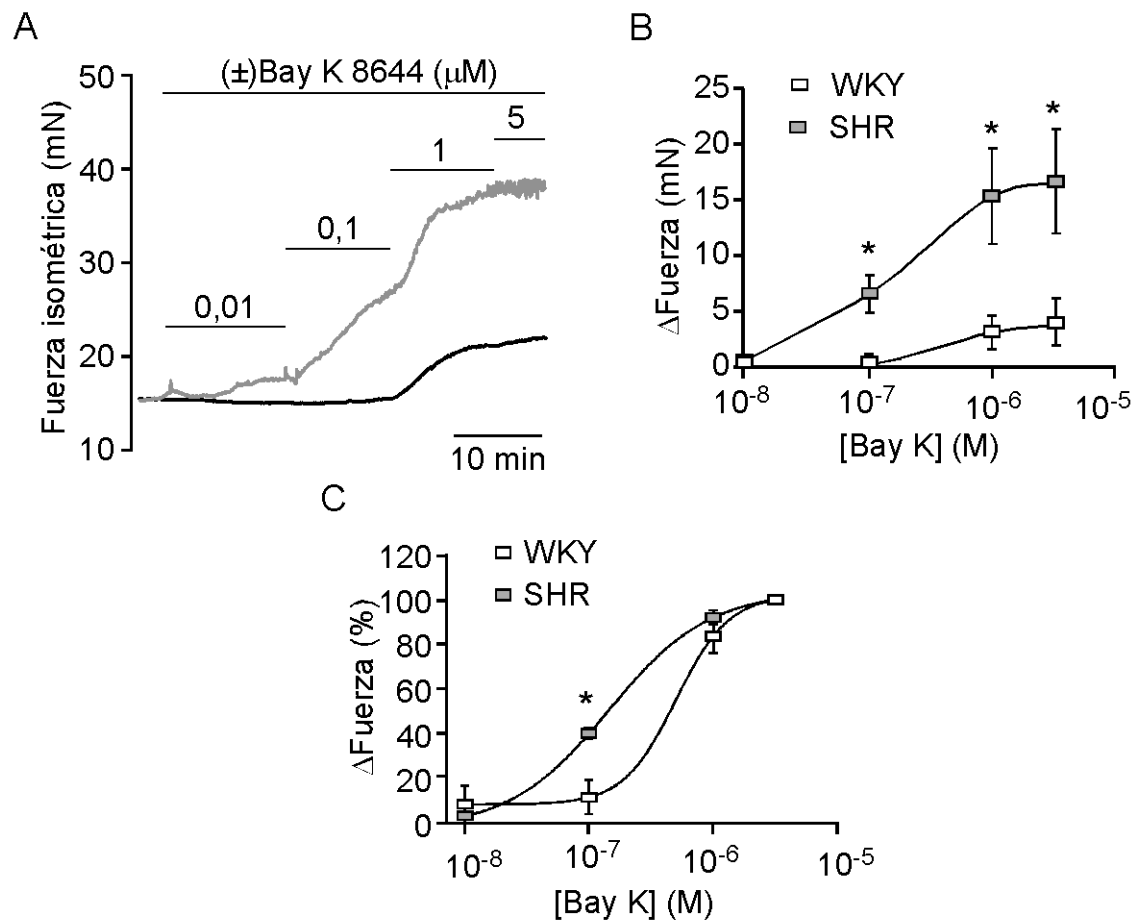 A
(±)Bay K 8644 (μM)
50
40
30
20
10
Fuerza isométrica (mN)
0,01
0,1
1
5
10 min
B
25
20
15
10
5
0
ΔFuerza (mN)
WKY
SHR
*
*
*
10⁻⁸
10⁻⁷
10⁻⁶
10⁻⁵
[Bay K] (M)
C
120
100
80
60
40
20
0
ΔFuerza (%)
WKY
SHR
*
10⁻⁸
10⁻⁷
10⁻⁶
10⁻⁵
[Bay K] (M)